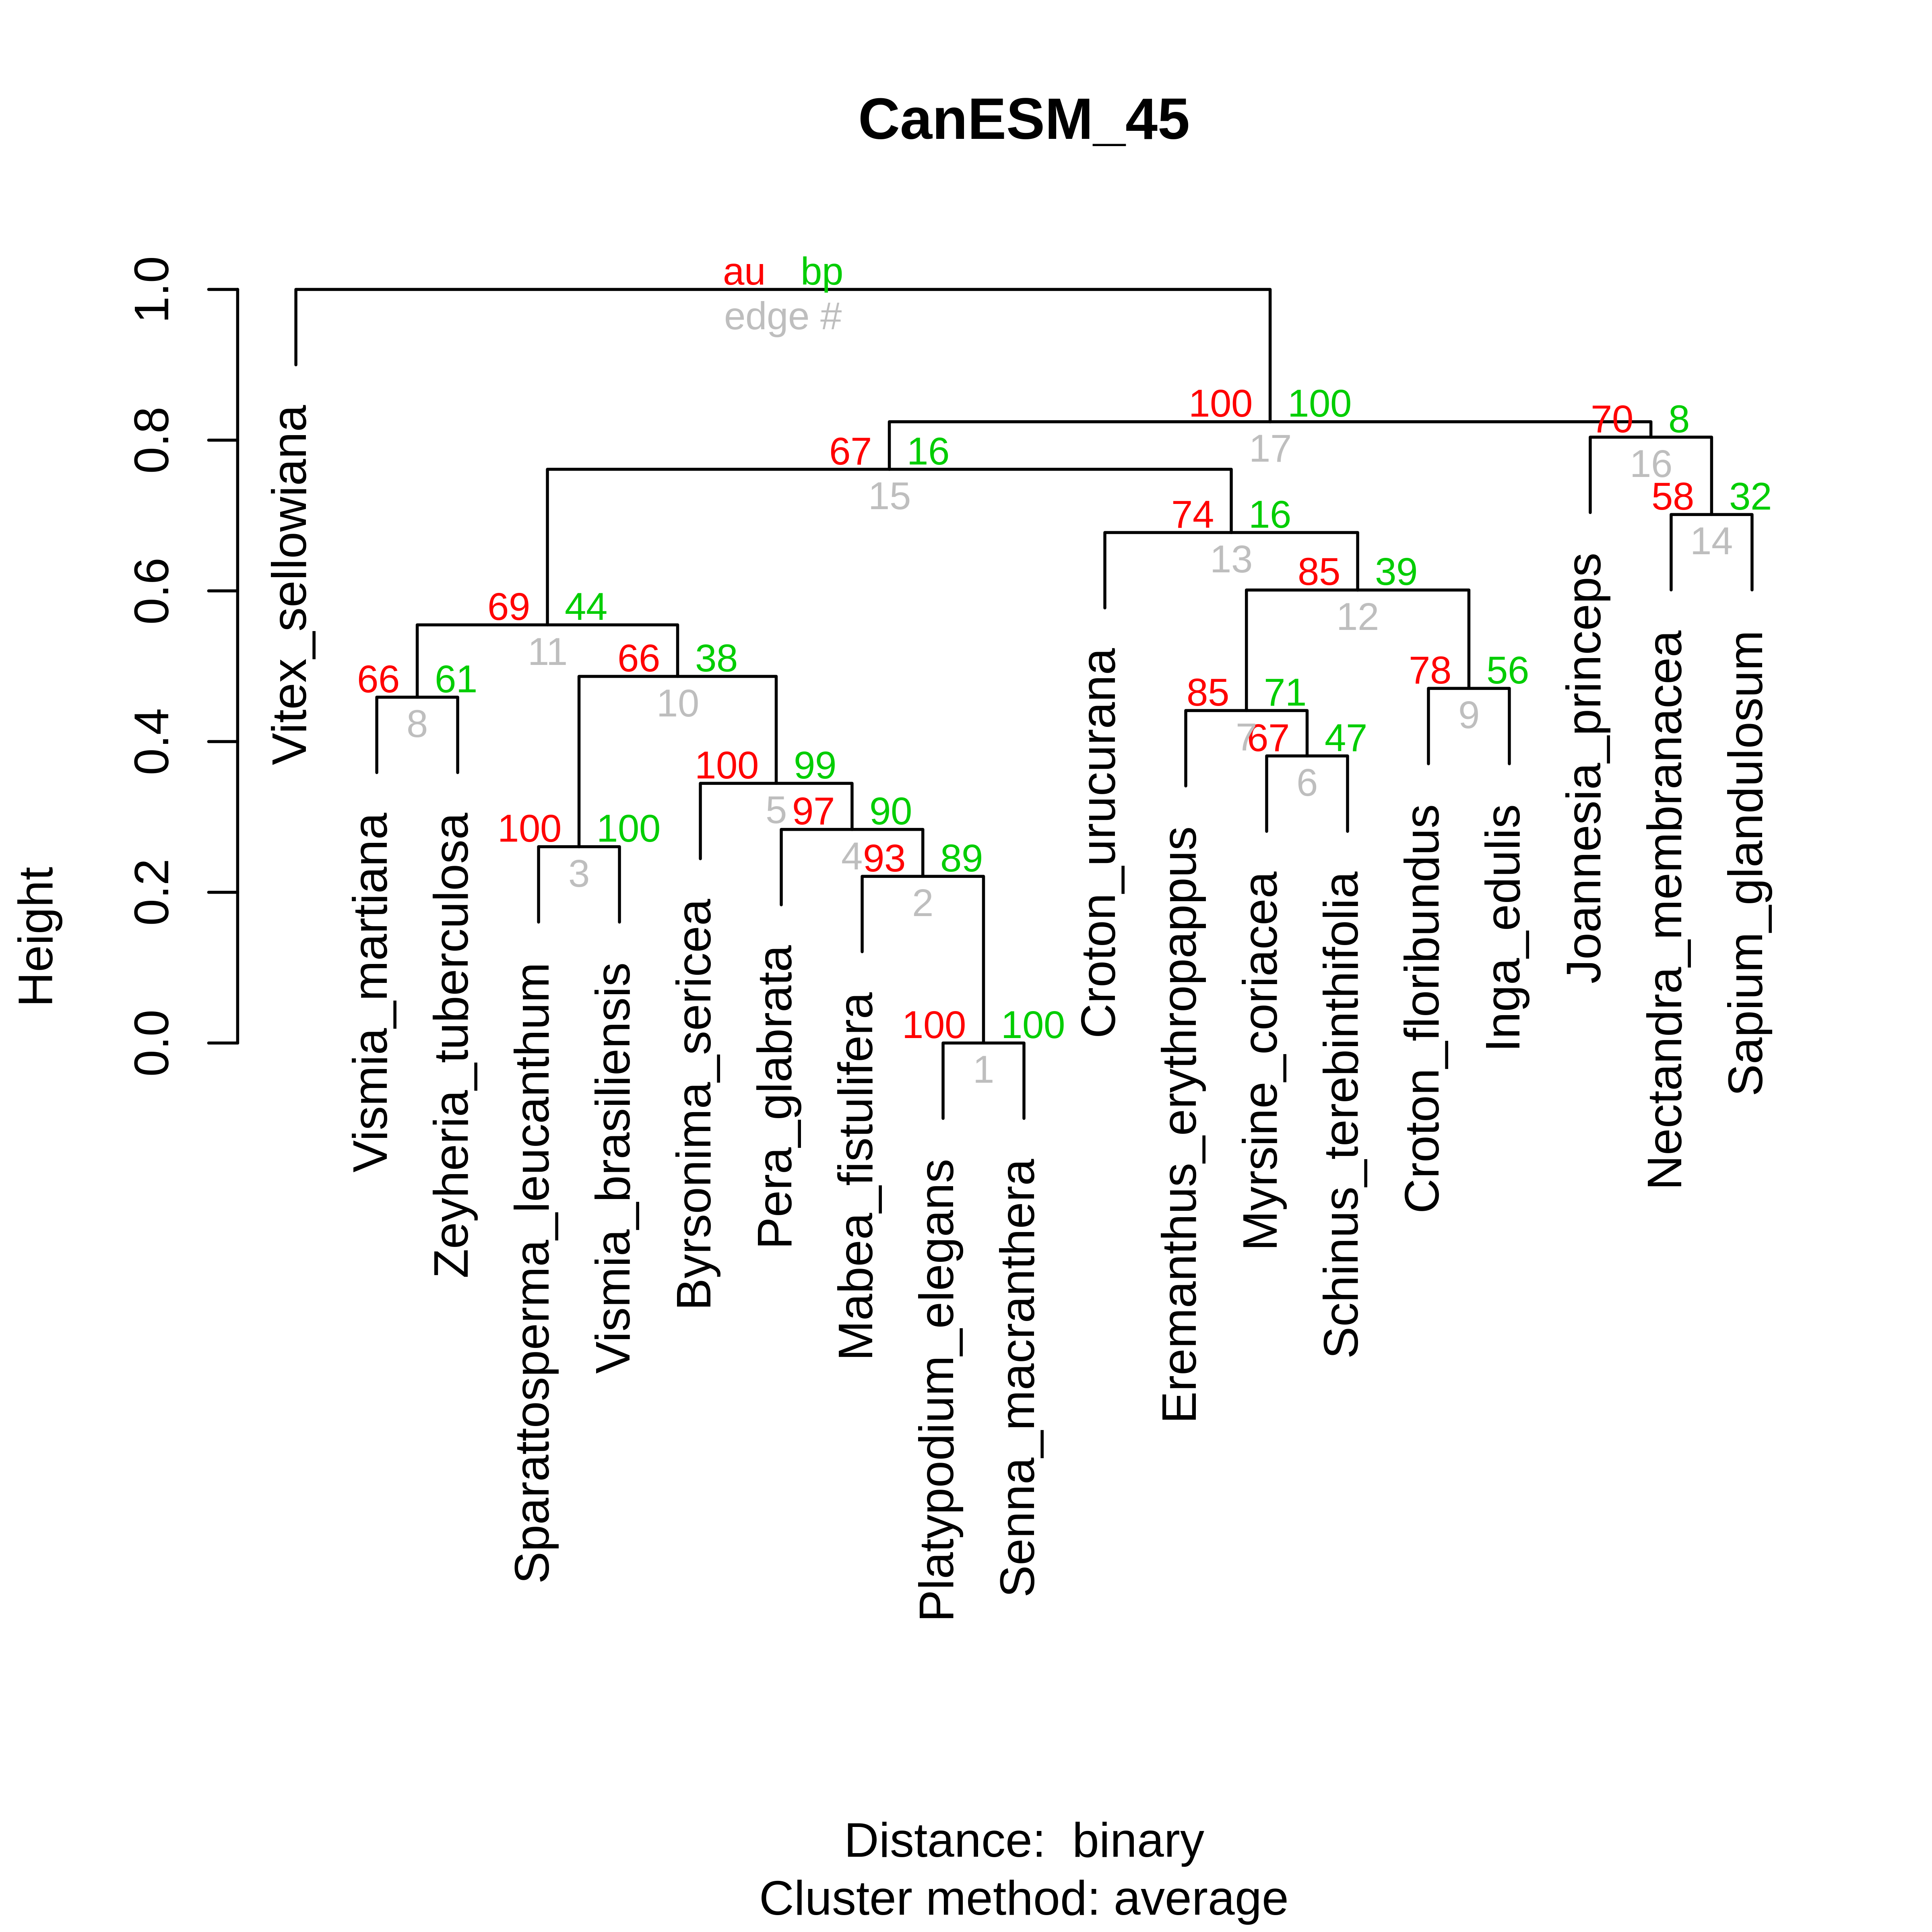 CanESM_45
au bp
edge #
1.0
0.8
0.6
0.4
0.2
0.0
Height
100 100
17
70 8
16
67 16
15
58 32
14
74 16
13
85 39
12
69 44
11
66 38
10
78 56
9
66 61
8
85 71
7
67 47
6
100 99
5
97 90
4
100 100
3
93 89
2
100 100
1
Vitex_sellowiana
Vismia_martiana
Zeyheria_tuberculosa
Sparattosperma_leucanthum
Vismia_brasiliensis
Byrsonima_sericea
Pera_glabrata
Mabea_fistulifera
Platypodium_elegans
Senna_macranthera
Croton_urucurana
Eremanthus_erythropappus
Myrsine_coriacea
Schinus_terebinthifolia
Croton_floribundus
Inga_edulis
Joannesia_princeps
Nectandra_membranacea
Sapium_glandulosum
Distance:  binary
Cluster method: average